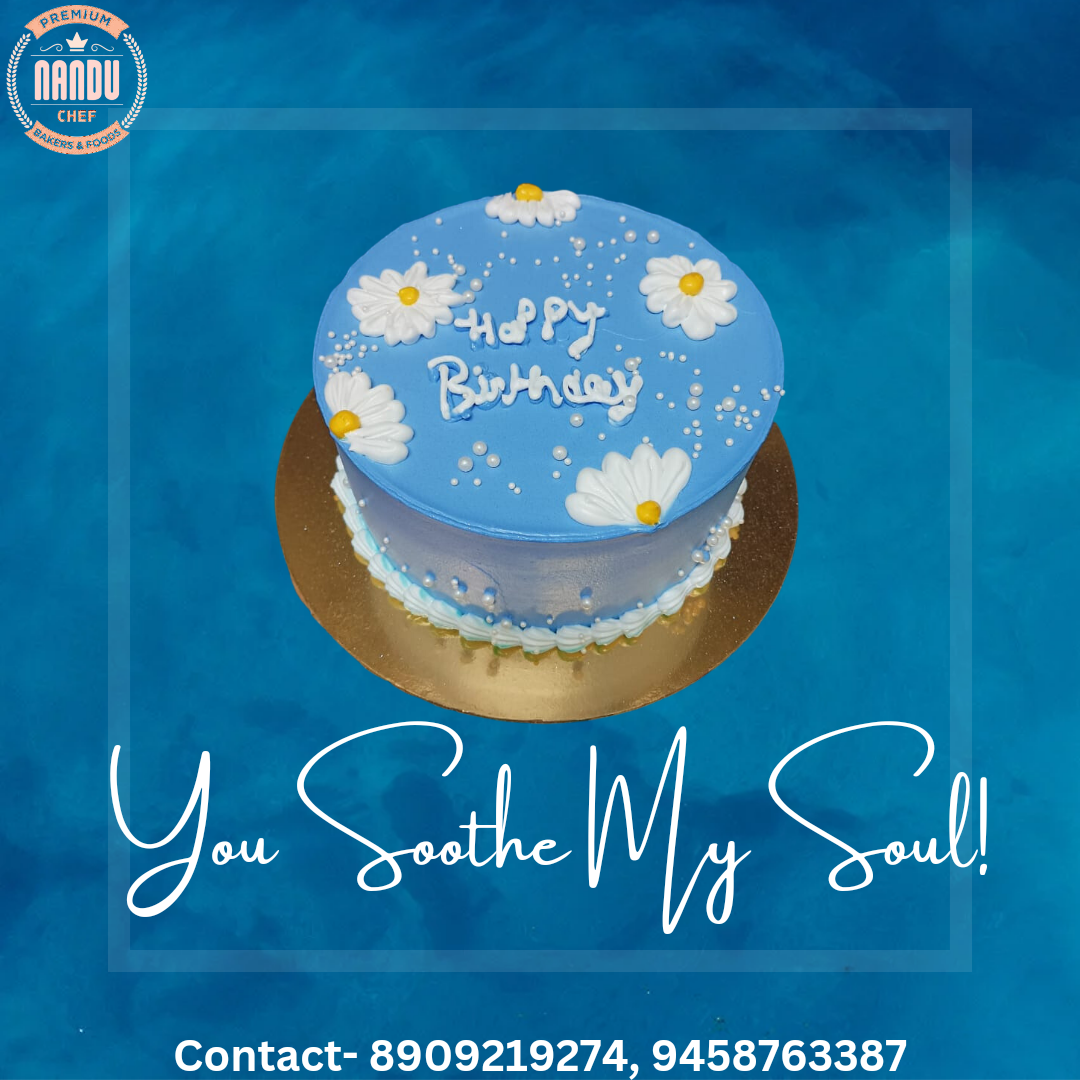 PREMIUM
NANDU
CHEF
BAKERS & FOODS
Happy
Birthday
You Soothe My Soul!
Contact- 8909219274, 9458763387